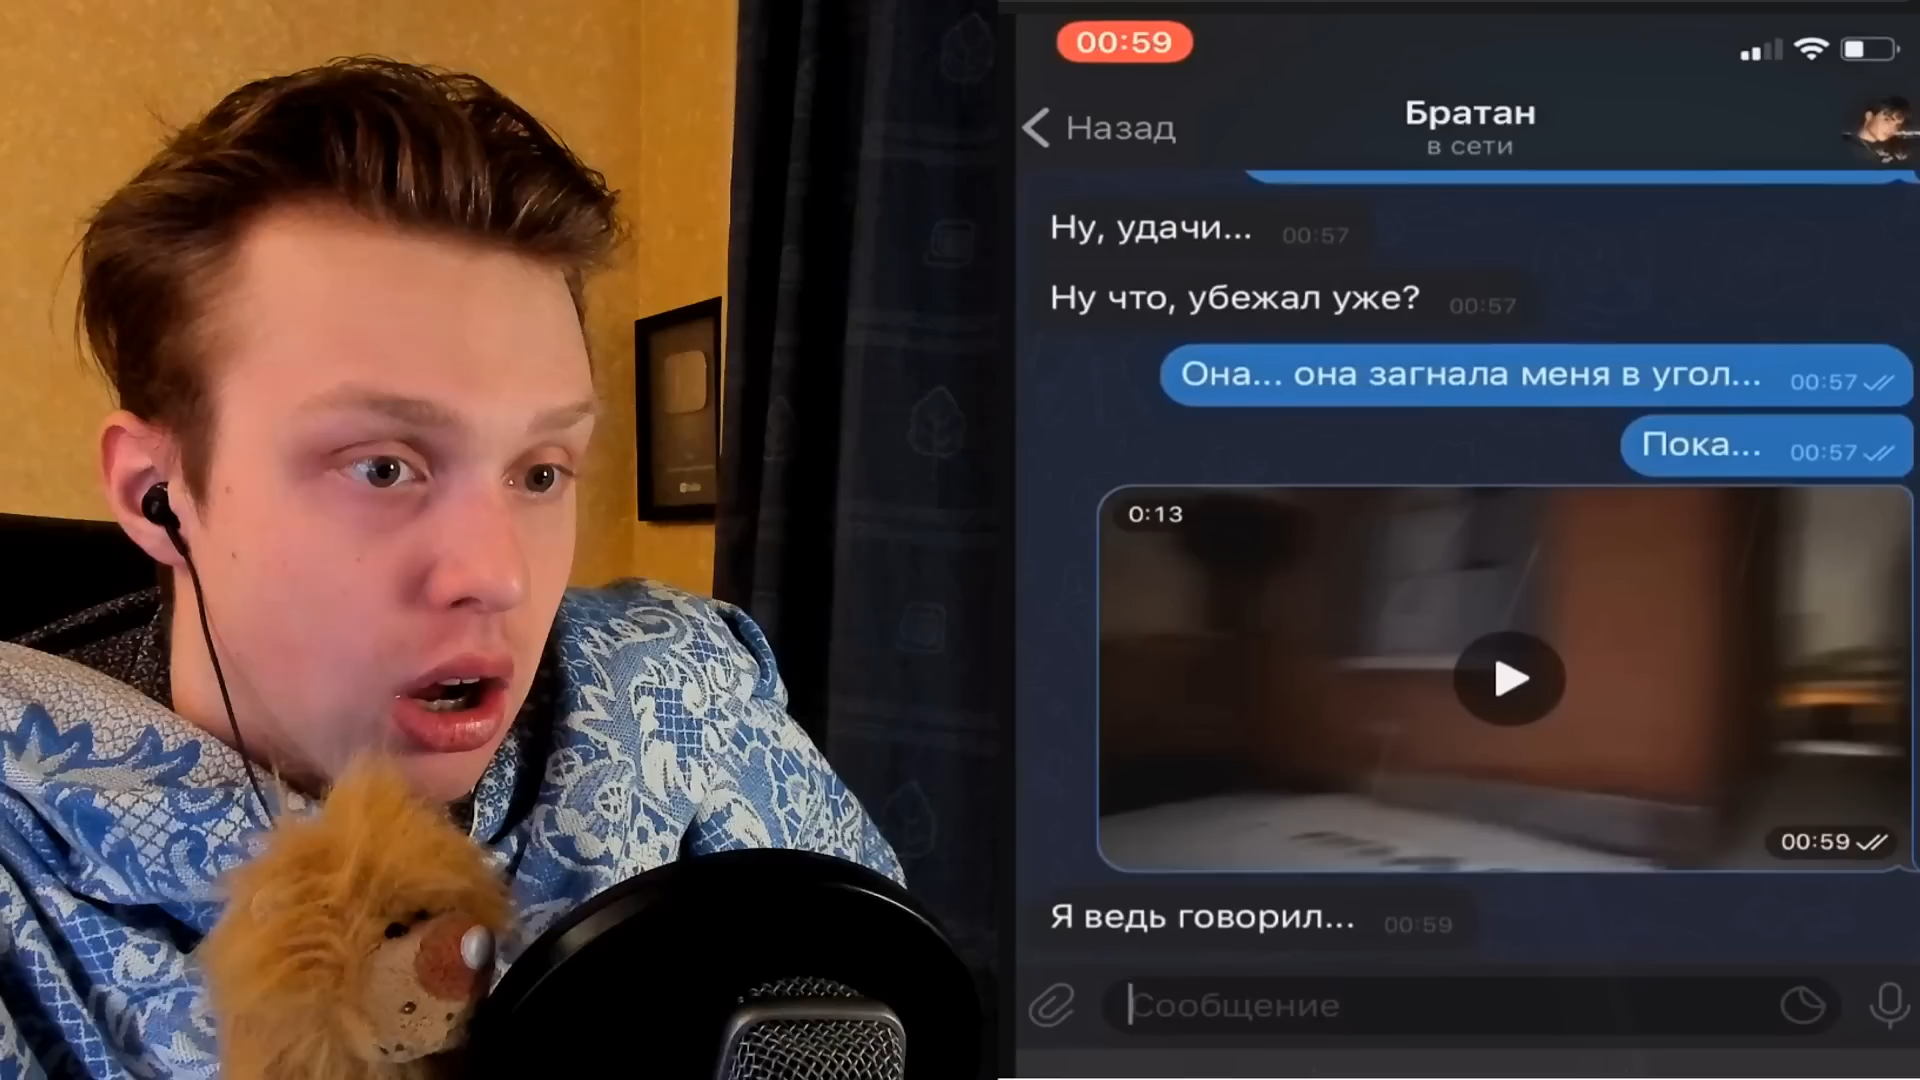 00:59
Назад
Братан
в сети
Ну, удачи... 00:57
Ну что, убежал уже? 00:57
Она... она загнала меня в угол... 00:57
Пока... 00:57
0:13
00:59
Я ведь говорил... 00:59
Сообщение